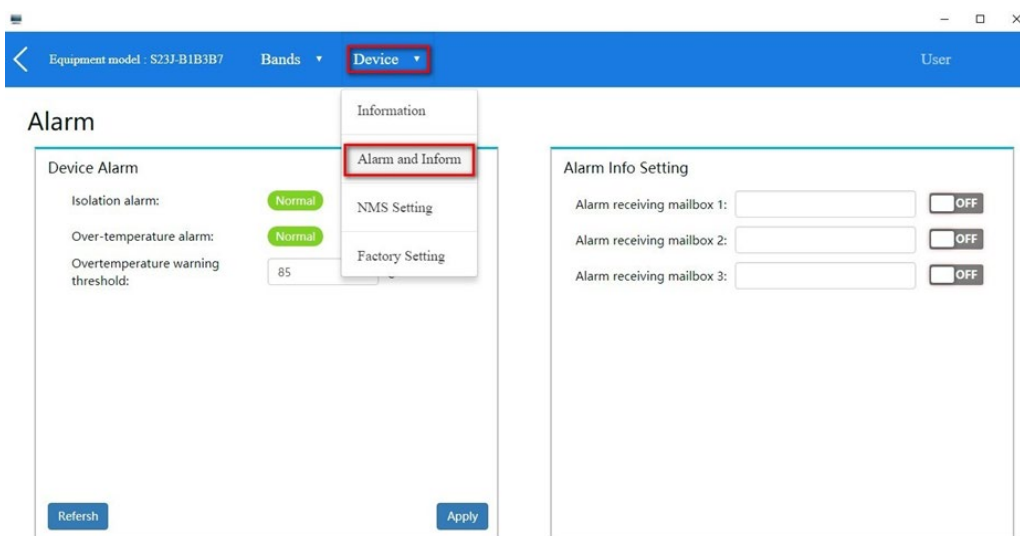 Equipment model : S23J-B1B3B7
Bands ▼
Device ▼
User
Information
Alarm and Inform
NMS Setting
Factory Setting
Alarm
Device Alarm
Isolation alarm:
Normal
Over-temperature alarm:
Normal
Overtemperature warning
threshold:
85
Refersh
Apply
Alarm Info Setting
Alarm receiving mailbox 1:
OFF
Alarm receiving mailbox 2:
OFF
Alarm receiving mailbox 3:
OFF